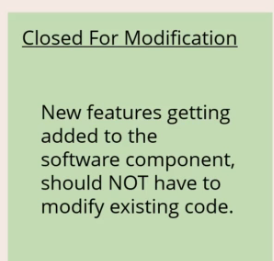 Closed For Modification
New features getting
added to the
software component,
should NOT have to
modify existing code.